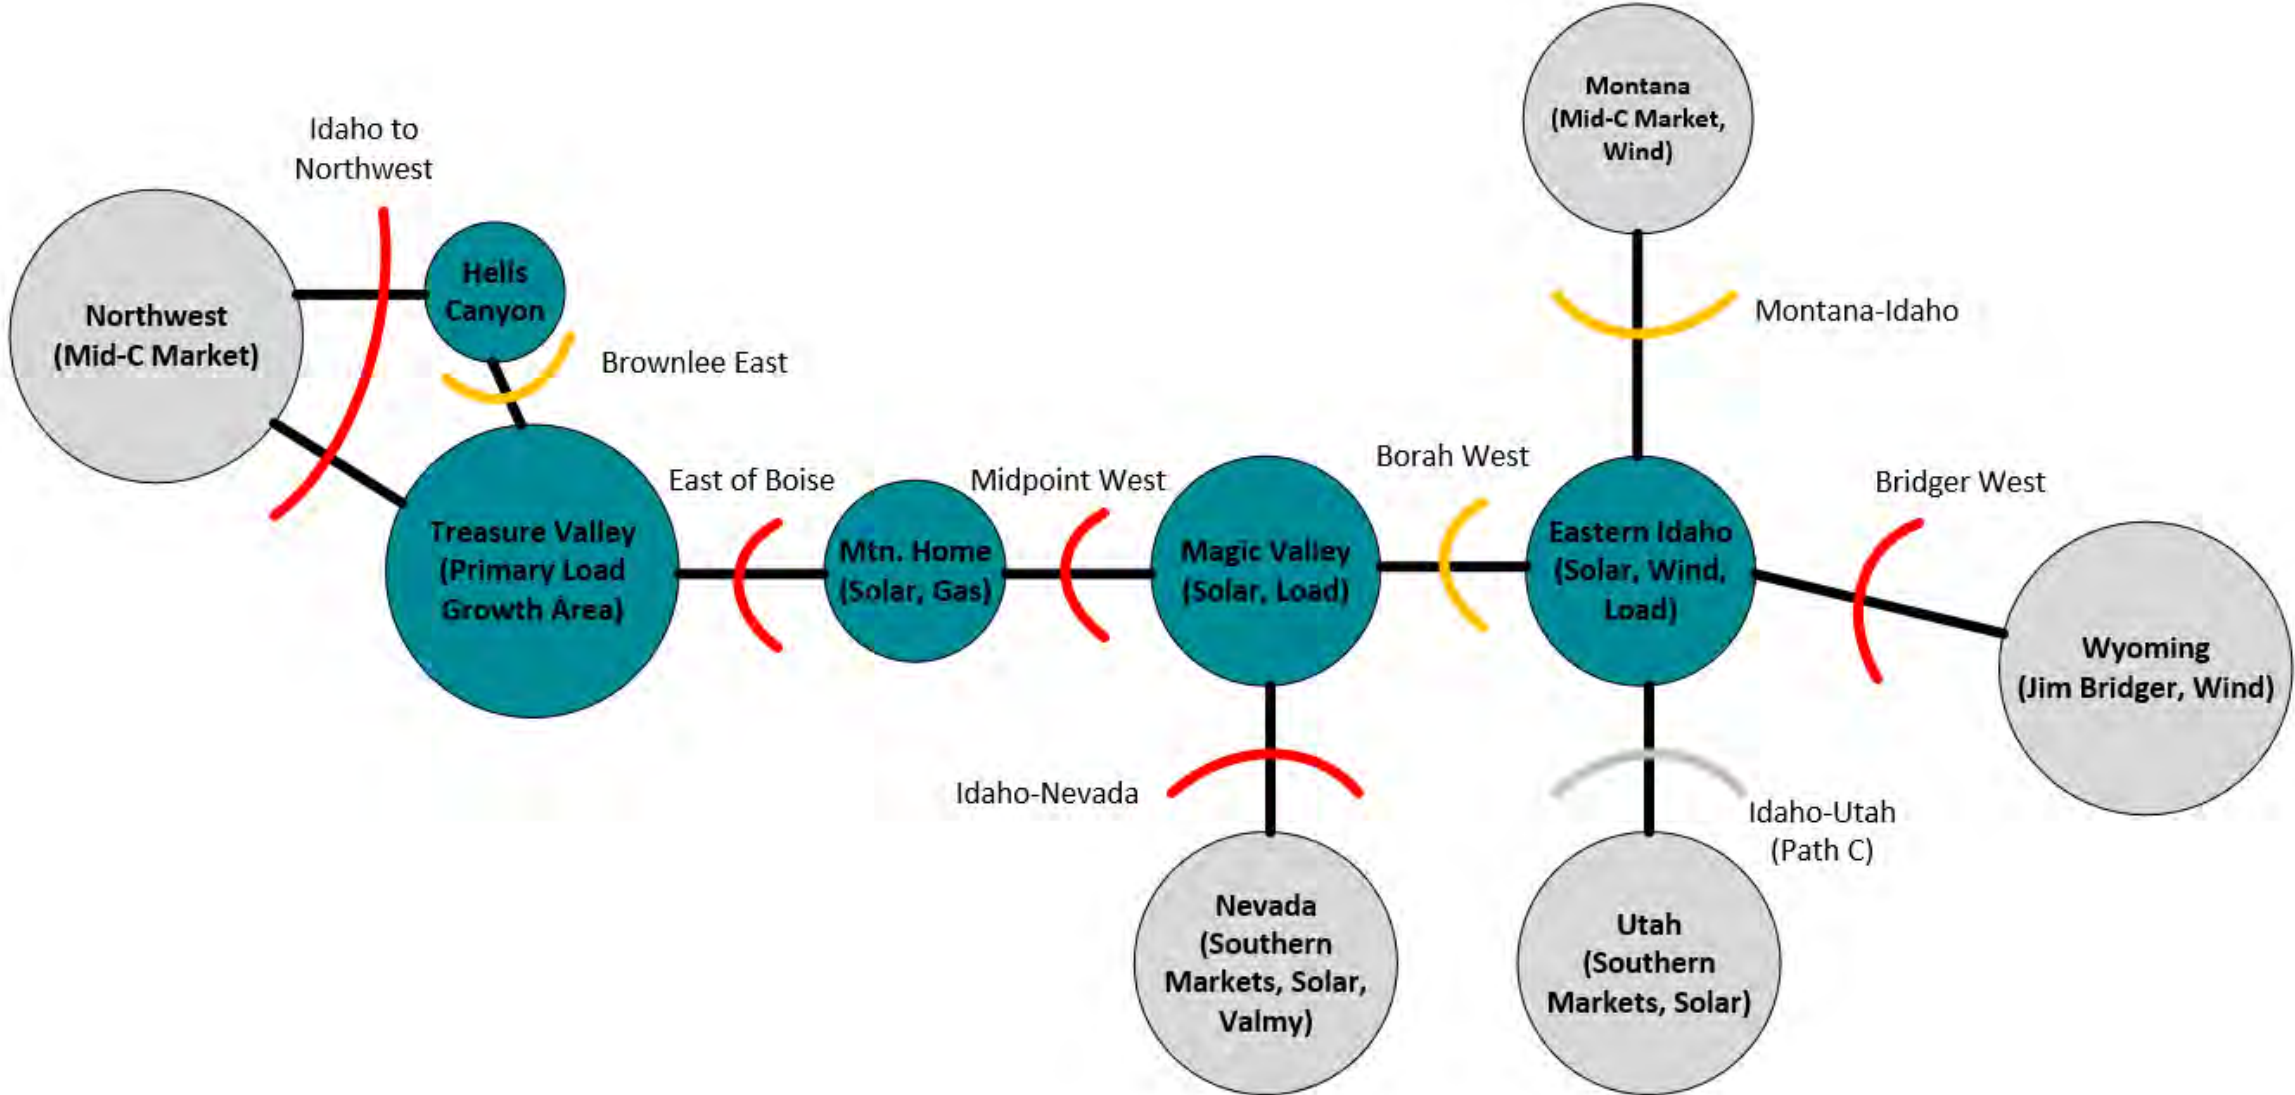 Montana
(Mid-C Market,
Wind)
Idaho to
Northwest
Hells
Canyon
Northwest
(Mid-C Market)
Montana-Idaho
Brownlee East
East of Boise
Midpoint West
Borah West
Bridger West
Treasure Valley
(Primary Load
Growth Area)
Mtn. Home
(Solar, Gas)
Magic Valley
(Solar, Load)
Eastern Idaho
(Solar, Wind,
Load)
Wyoming
(Jim Bridger, Wind)
Idaho-Nevada
Idaho-Utah
(Path C)
Nevada
(Southern
Markets, Solar,
Valmy)
Utah
(Southern
Markets, Solar)